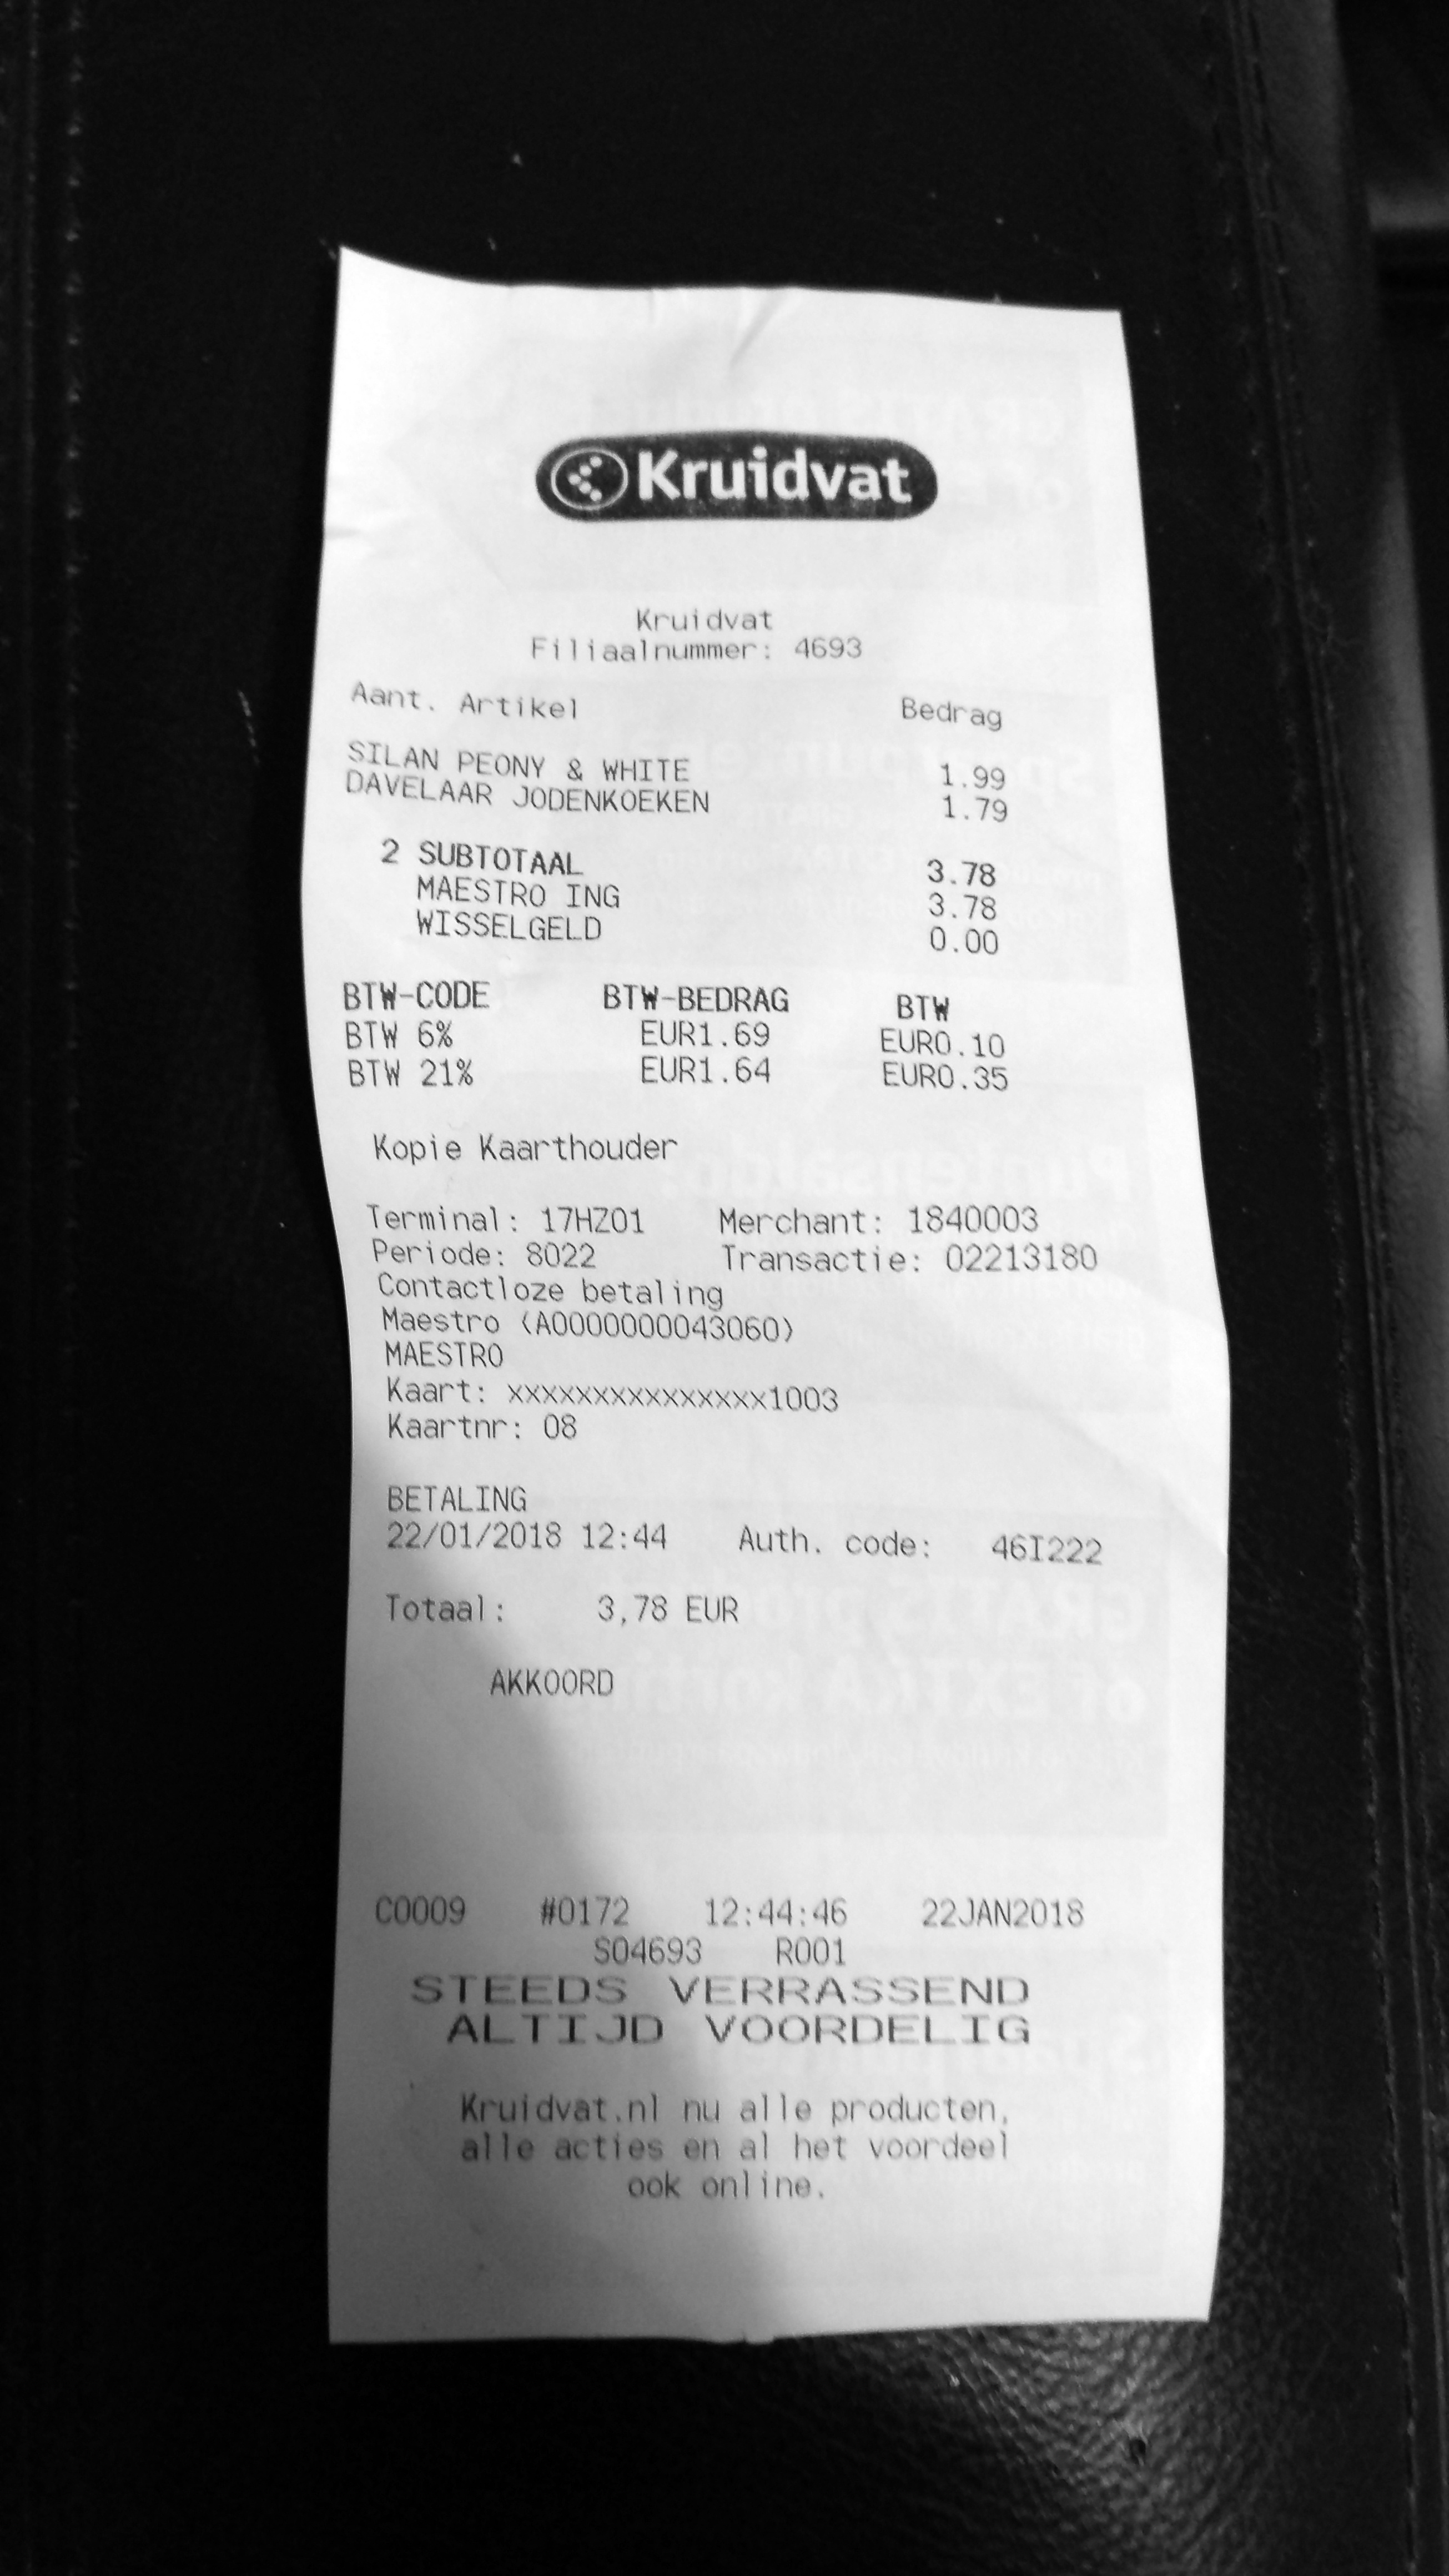 Kruidvat
Kruidvat
Filiaalnummer: 4693
Aant. Artikel Bedrag
SILAN PEONY & WHITE 1.99
DAVELAAR JODENKOEKEN 1.79
2 SUBTOTAAL 3.78
MAESTRO ING 3.78
WISSELGELD 0.00
BTW-CODE BTW-BEDRAG BTW
BTW 6% EUR1.69 EUR0.10
BTW 21% EUR1.64 EUR0.35
Kopie Kaarthouder
Terminal: 17HZ01 Merchant: 1840003
Periode: 8022 Transactie: 02213180
Contactloze betaling
Maestro (A0000000043060)
MAESTRO
Kaart: xxxxxxxxxxxxxxx1003
Kaartnr: 08
BETALING
22/01/2018 12:44 Auth. code: 46I222
Totaal: 3,78 EUR
AKKOORD
C0009 #0172 12:44:46 22JAN2018
S04693 R001
STEEDS VERRASSEND
ALTIJD VOORDELIG
Kruidvat.nl nu alle producten,
alle acties en al het voordeel
ook online.